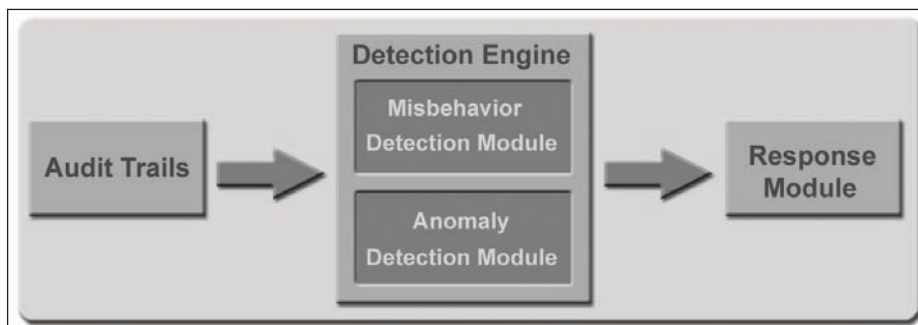 Audit Trails
Detection Engine
Misbehavior
Detection Module
Anomaly
Detection Module
Response
Module